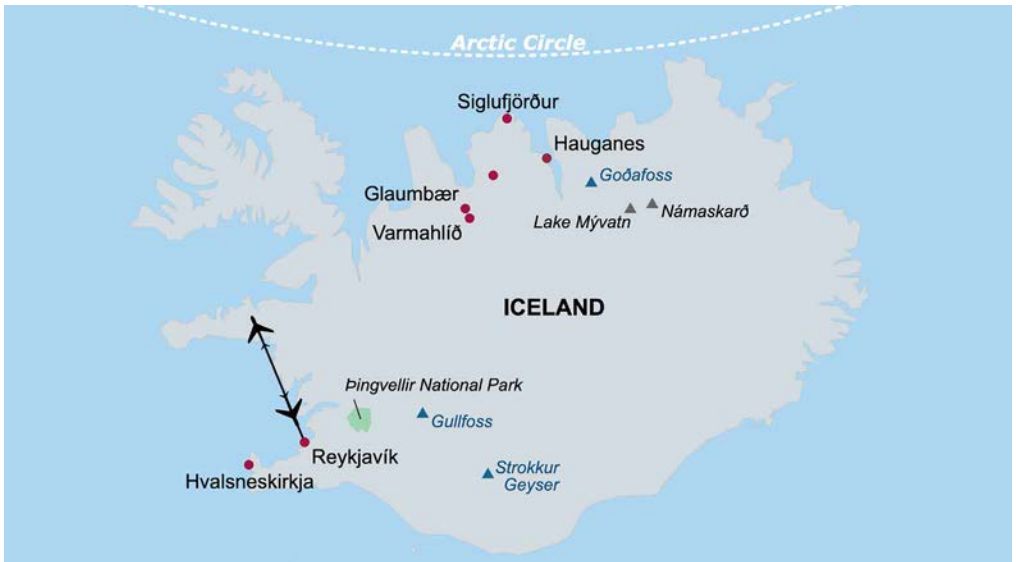 Arctic Circle
Siglufjörður
Hauganes
Goðafoss
Glaumbær
Varmahlíð
Lake Mývatn
Námaskarð
ICELAND
Þingvellir National Park
Gullfoss
Reykjavík
Hvalsneskirkja
Strokkur
Geyser